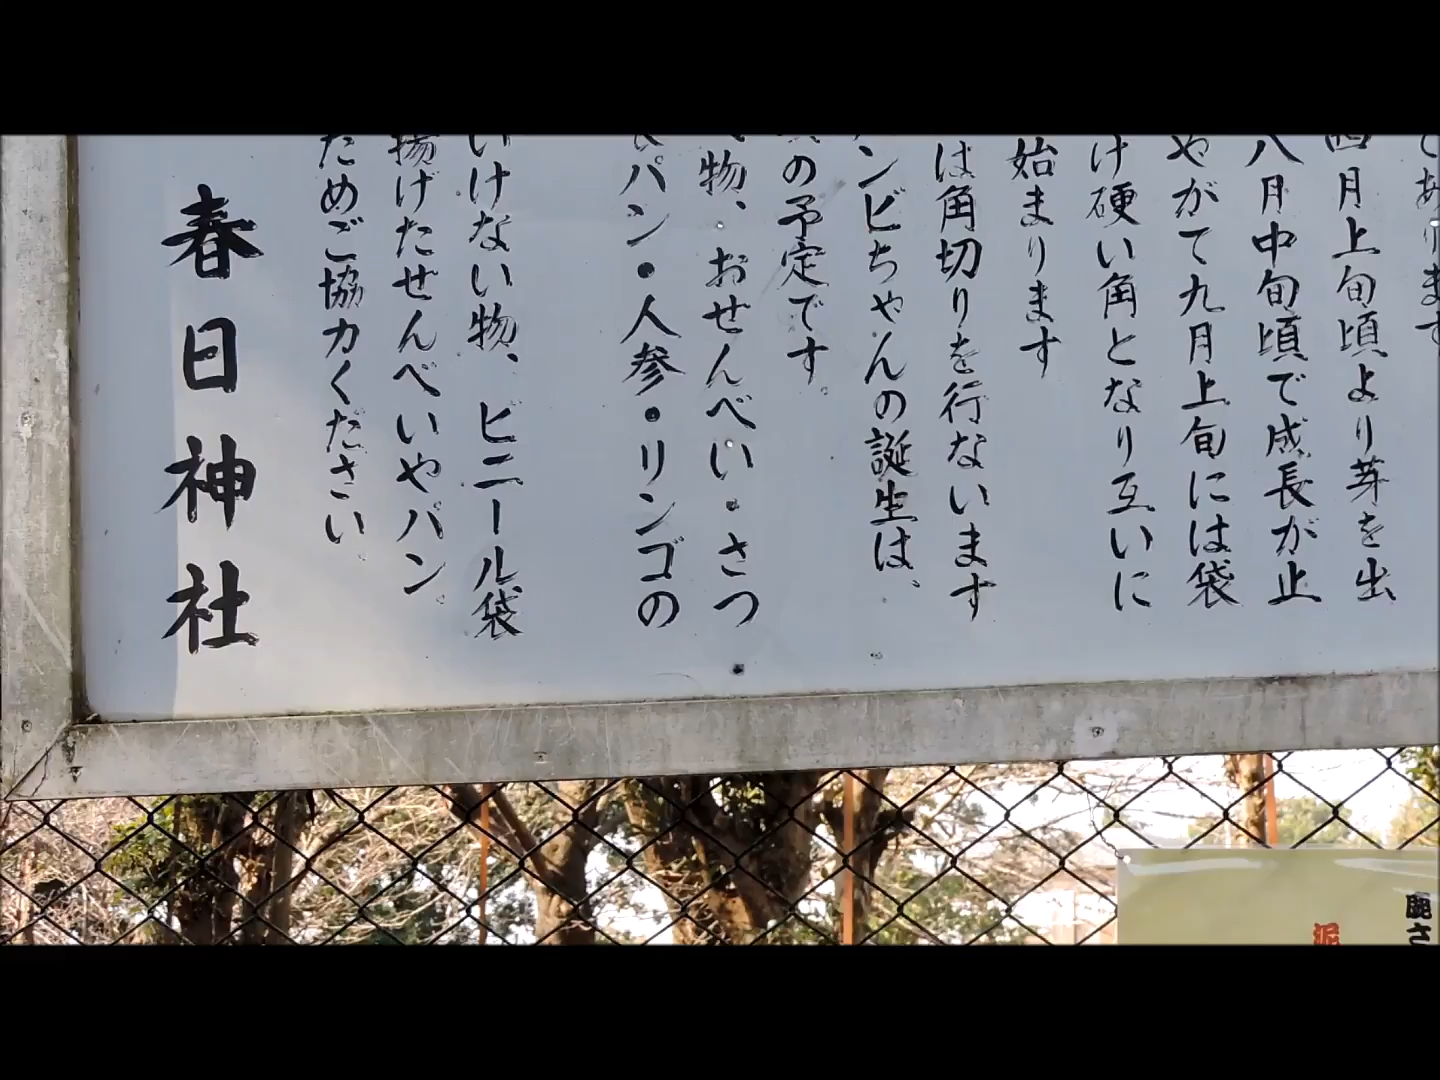 であります
四月上旬頃より芽を出
八月中旬頃で成長が止
やがて九月上旬には袋
け硬い角となり互いに
始まります
は角切りを行ないます
ンビちゃんの誕生は、
の予定です。
物、おせんべい・さつ
パン・人参・リンゴの
いけない物、ビニール袋
揚げたせんべいやパン。
ためご協力ください。
春日神社
鹿さ
泥